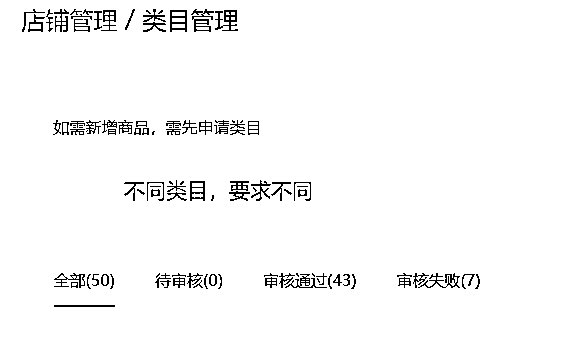 店铺管理 / 类目管理
如需新增商品，需先申请类目
不同类目，要求不同
全部(50) 待审核(0) 审核通过(43) 审核失败(7)